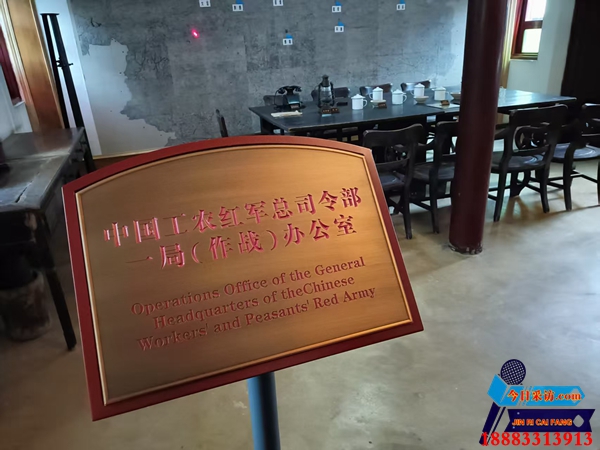 中国工农红军总司令部
一局(作战)办公室
Operations Office of the General
Headquarters of theChinese
Workers' and Peasants' Red Army
今日采访.com
JIN RI CAI FANG
18883313913